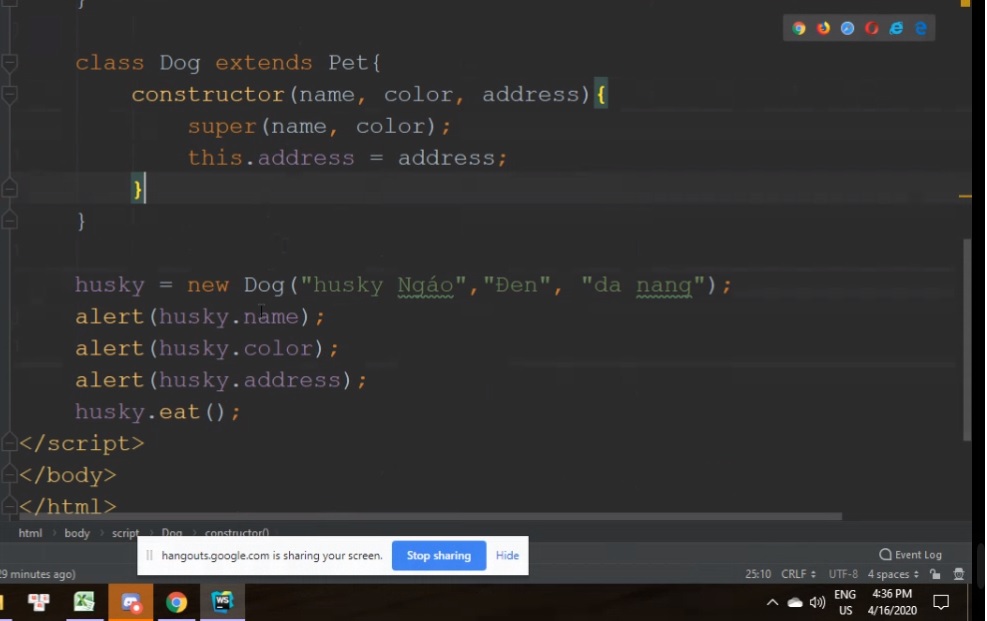 }
class Dog extends Pet{
constructor(name, color, address){
super(name, color);
this.address = address;
}
}
husky = new Dog("husky Ngáo","Đen", "da nang");
alert(husky.name);
alert(husky.color);
alert(husky.address);
husky.eat();
</script>
</body>
</html>
html body script Dog constructor()
hangouts.google.com is sharing your screen. Stop sharing Hide
Event Log
9 minutes ago)
25:10 CRLF UTF-8 4 spaces
WS
ENG
US
4:36 PM
4/16/2020